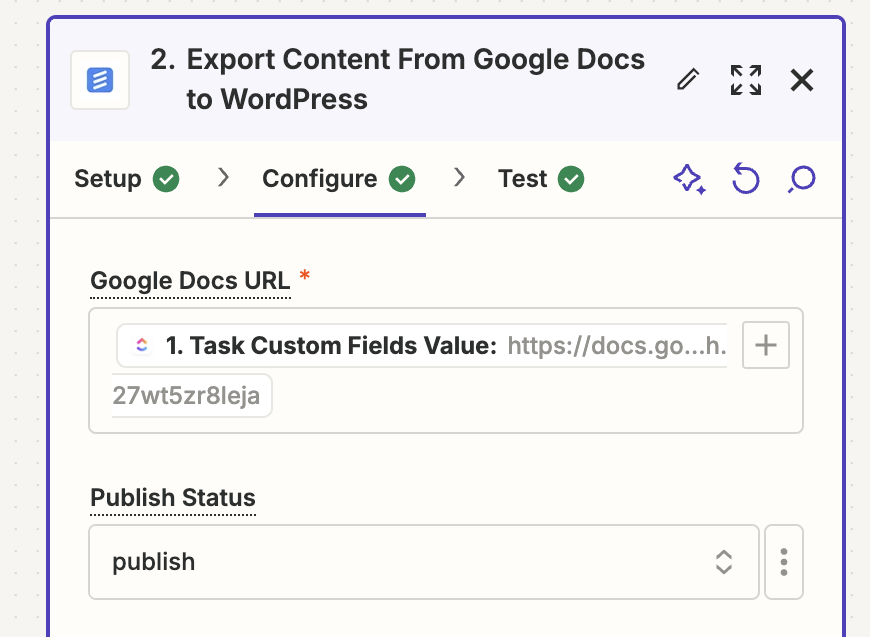 2. Export Content From Google Docs
to WordPress
Setup
Configure
Test
Google Docs URL *
1. Task Custom Fields Value: https://docs.go...h.
27wt5zr8leja
Publish Status
publish